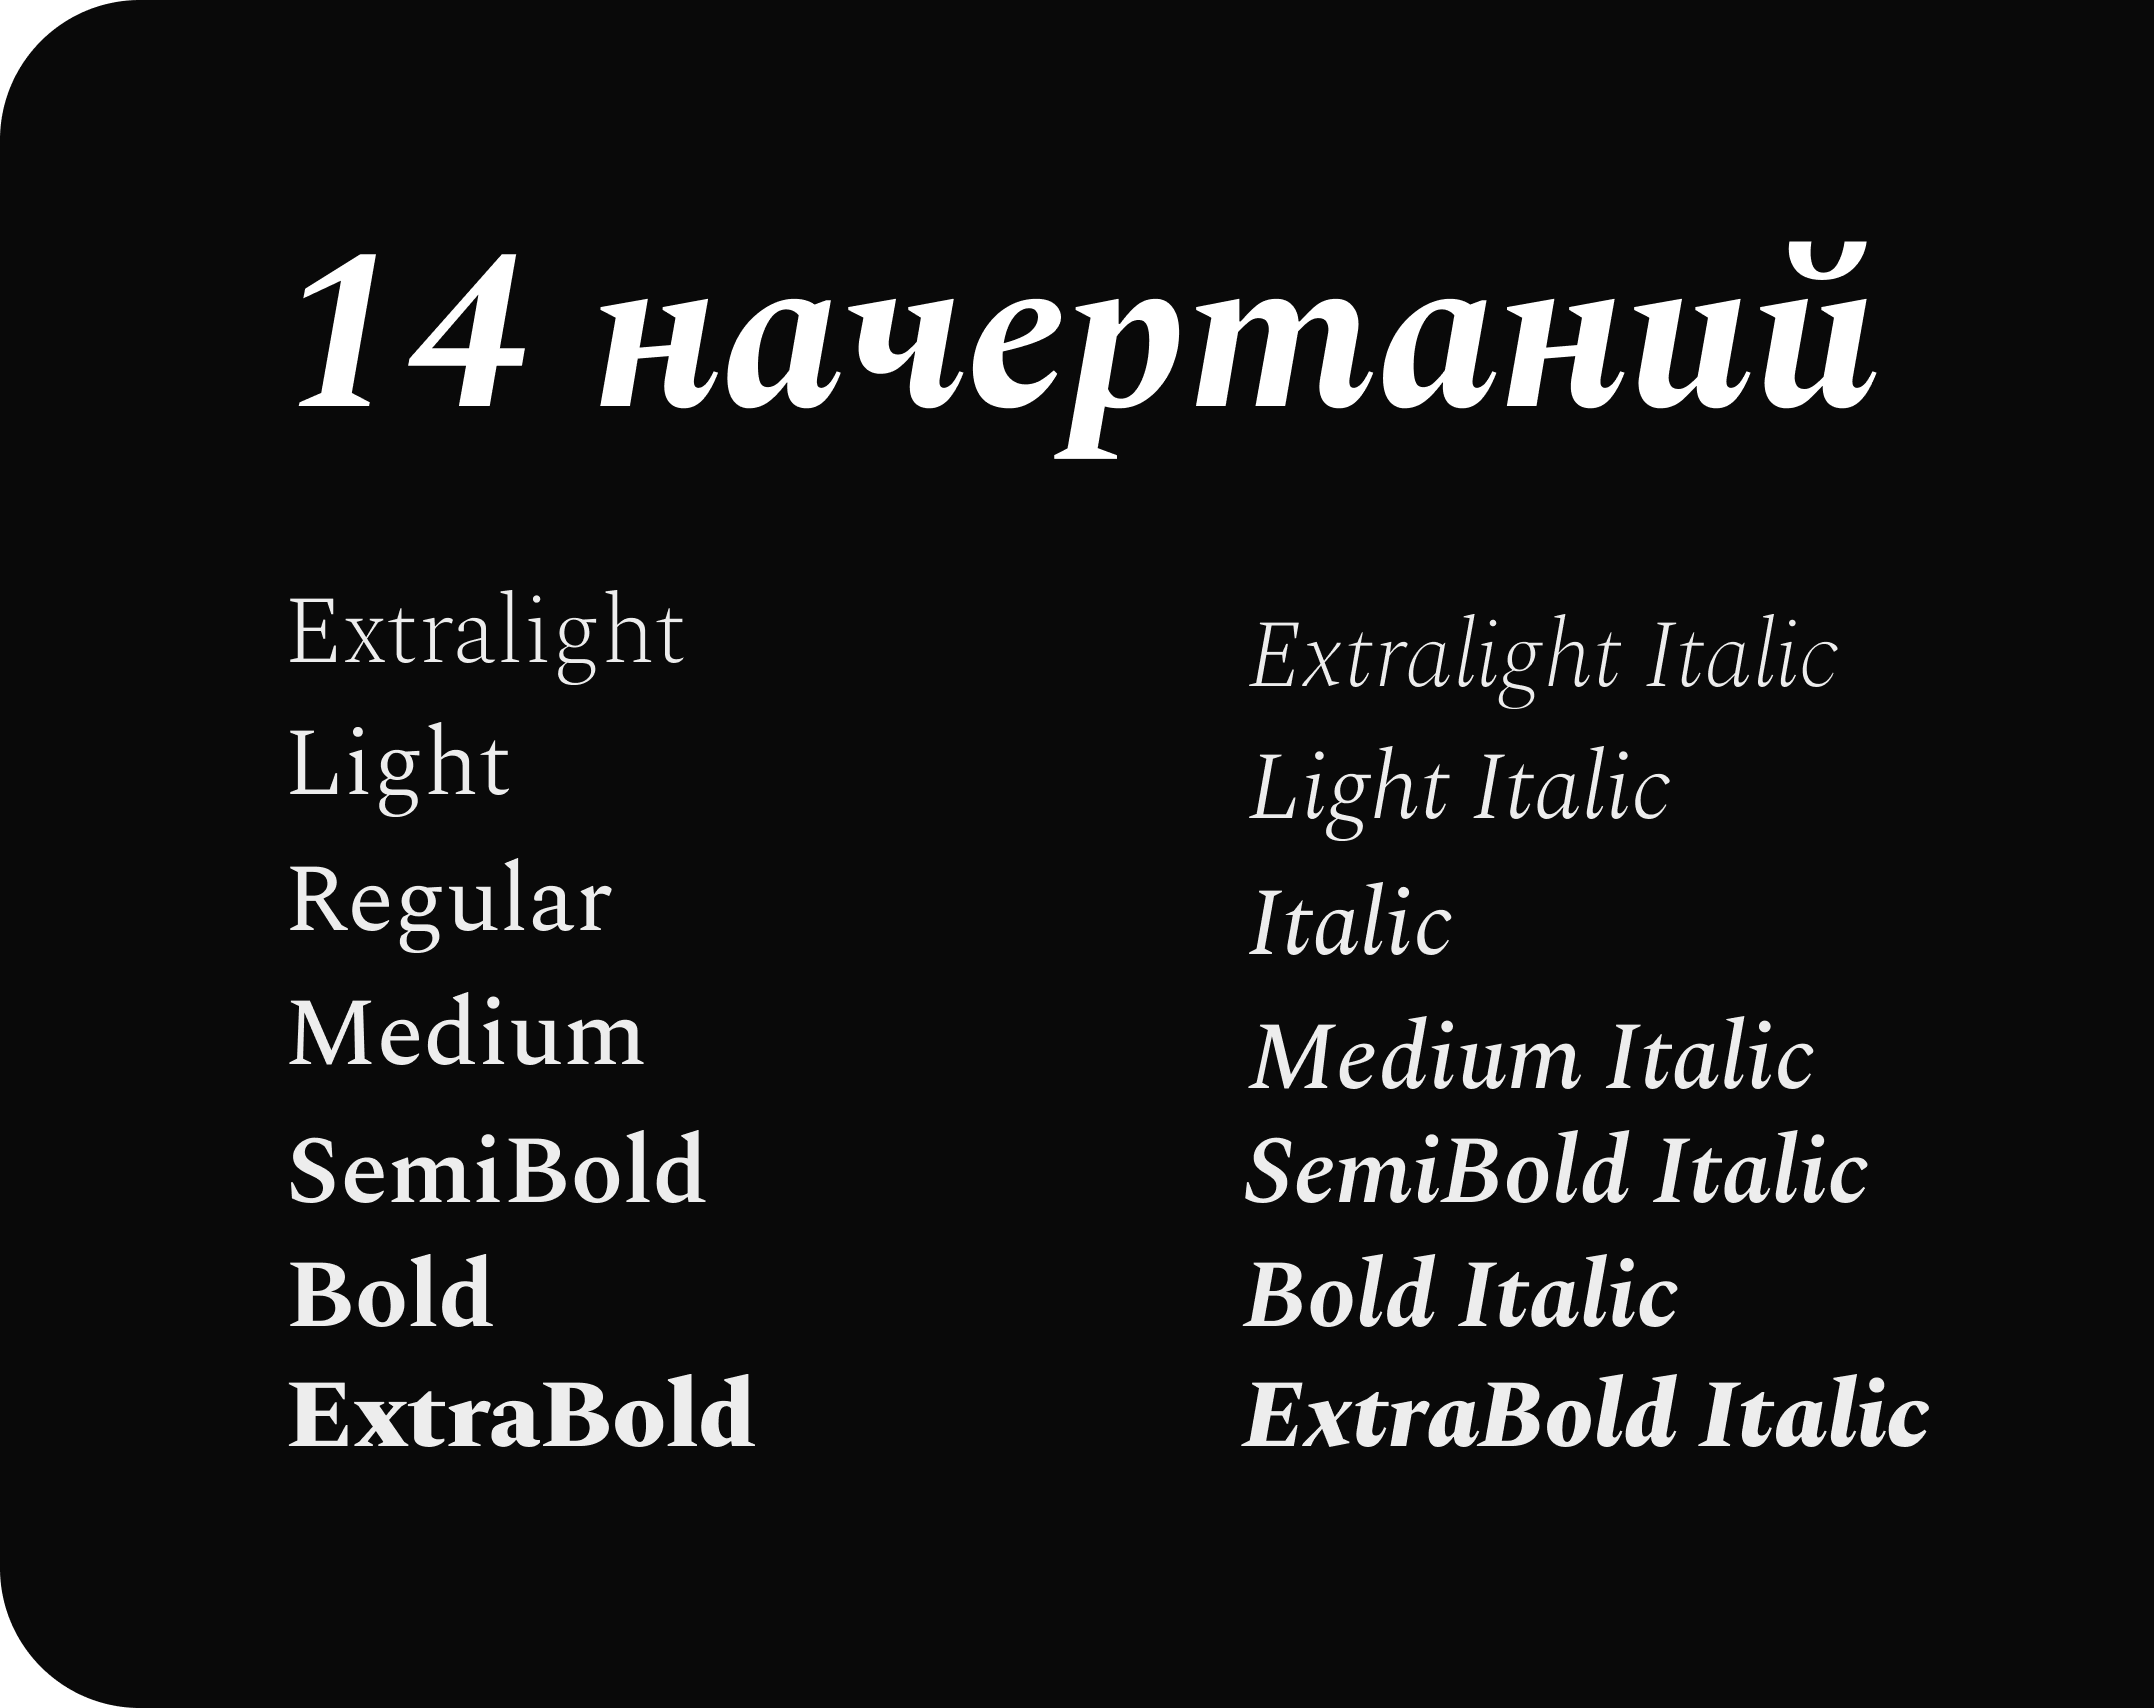 14 начертаний
Extralight
Light
Regular
Medium
SemiBold
Bold
ExtraBold
Extralight Italic
Light Italic
Italic
Medium Italic
SemiBold Italic
Bold Italic
ExtraBold Italic